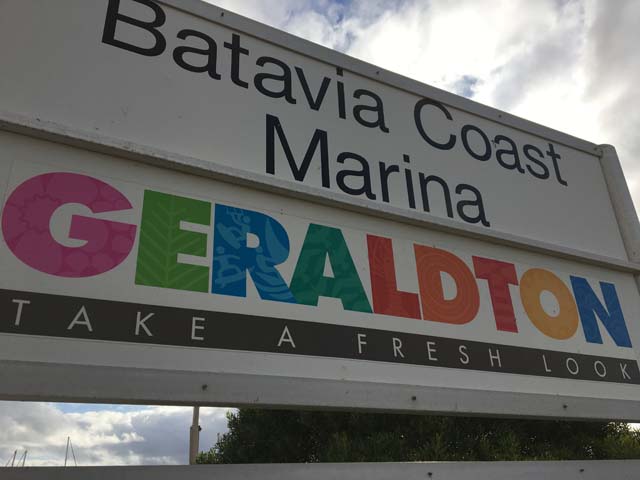 Batavia Coast
Marina
GERALDTON
TAKE A FRESH LOOK